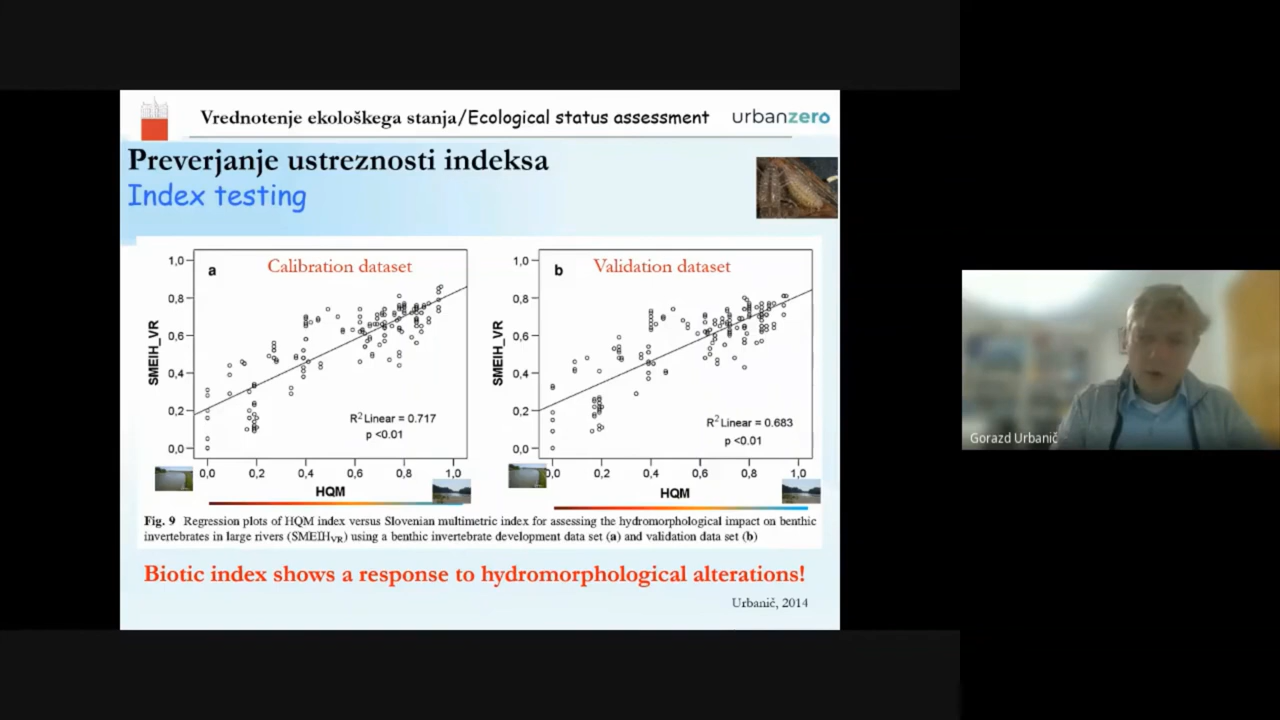 Vrednotenje ekološkega stanja/Ecological status assessment
urbanzero
Preverjanje ustreznosti indeksa
Index testing
a
Calibration dataset
1,0
0,8
0,6
0,4
0,2
0,0
SMEIH_VR
R² Linear = 0.717
p <0.01
0,0 0,2 0,4 0,6 0,8 1,0
HQM
b
Validation dataset
1,0
0,8
0,6
0,4
0,2
0,0
SMEIH_VR
R² Linear = 0.683
p <0.01
0,0 0,2 0,4 0,6 0,8 1,0
HQM
Fig. 9 Regression plots of HQM index versus Slovenian multimetric index for assessing the hydromorphological impact on benthic
invertebrates in large rivers (SMEIHVR) using a benthic invertebrate development data set (a) and validation data set (b)
Biotic index shows a response to hydromorphological alterations!
Urbanič, 2014
Gorazd Urbanič